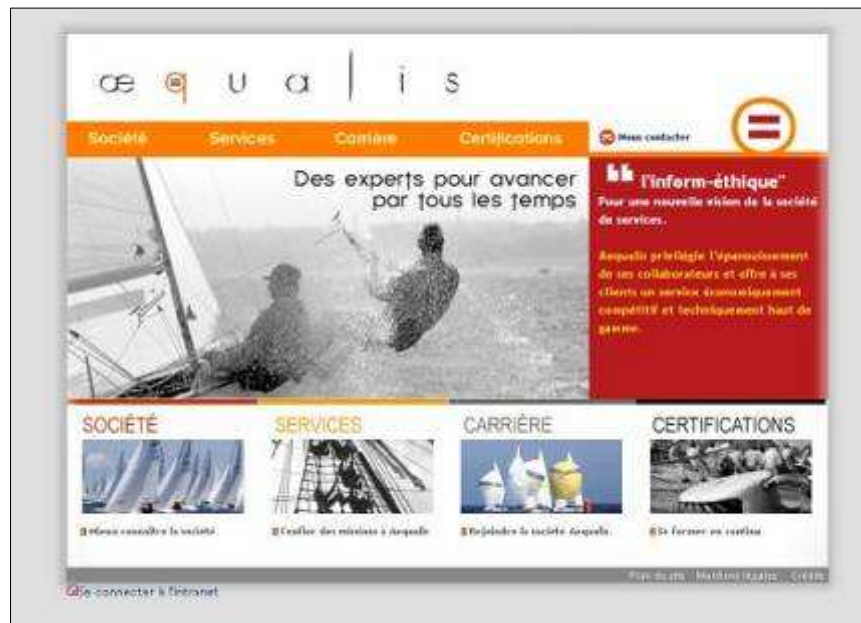 æqualis
Société Services Carrière Certifications
Nous contacter
Des experts pour avancer
par tous les temps
“ l'inform-éthique"
Pour une nouvelle vision de la société
de services.
Aequalis privilégie l'épanouissement
de ses collaborateurs et offre à ses
clients un service économiquement
compétitif et techniquement haut de
gamme.
SOCIÉTÉ SERVICES CARRIÈRE CERTIFICATIONS
Mieux connaître la société.
Confier des missions à Aequalis
Rejoindre la société Aequalis.
Se former en continu
Plan du site Mentions légales Crédits
Se connecter à l'intranet